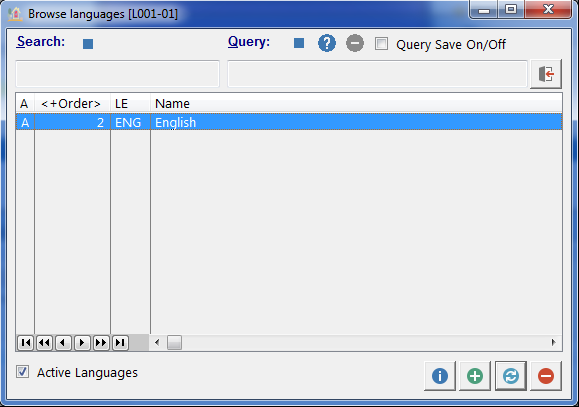 Browse languages [L001-01]
Search: Query: Query Save On/Off
A <+Order> LE Name
A 2 ENG English
Active Languages